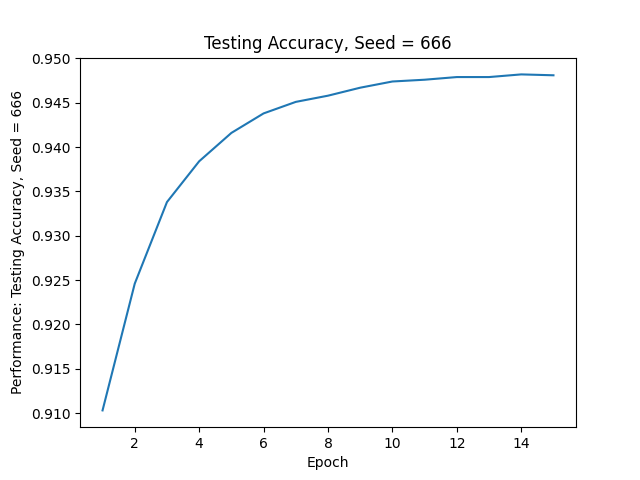 Testing Accuracy, Seed = 666
Performance: Testing Accuracy, Seed = 666
0.950
0.945
0.940
0.935
0.930
0.925
0.920
0.915
0.910
2 4 6 8 10 12 14
Epoch